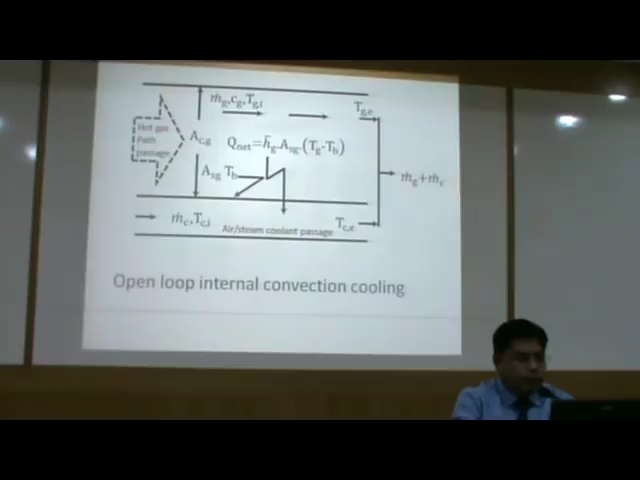 ṁg,cg,Tg,i
Tg,e
Hot gas
Path
passage
Ac,g
Qnet=h̄g.Asg.(Tg-Tb)
Asg Tb
ṁg+ṁc
ṁc,Tc,i
Air/steam coolant passage
Tc,e
Open loop internal convection cooling